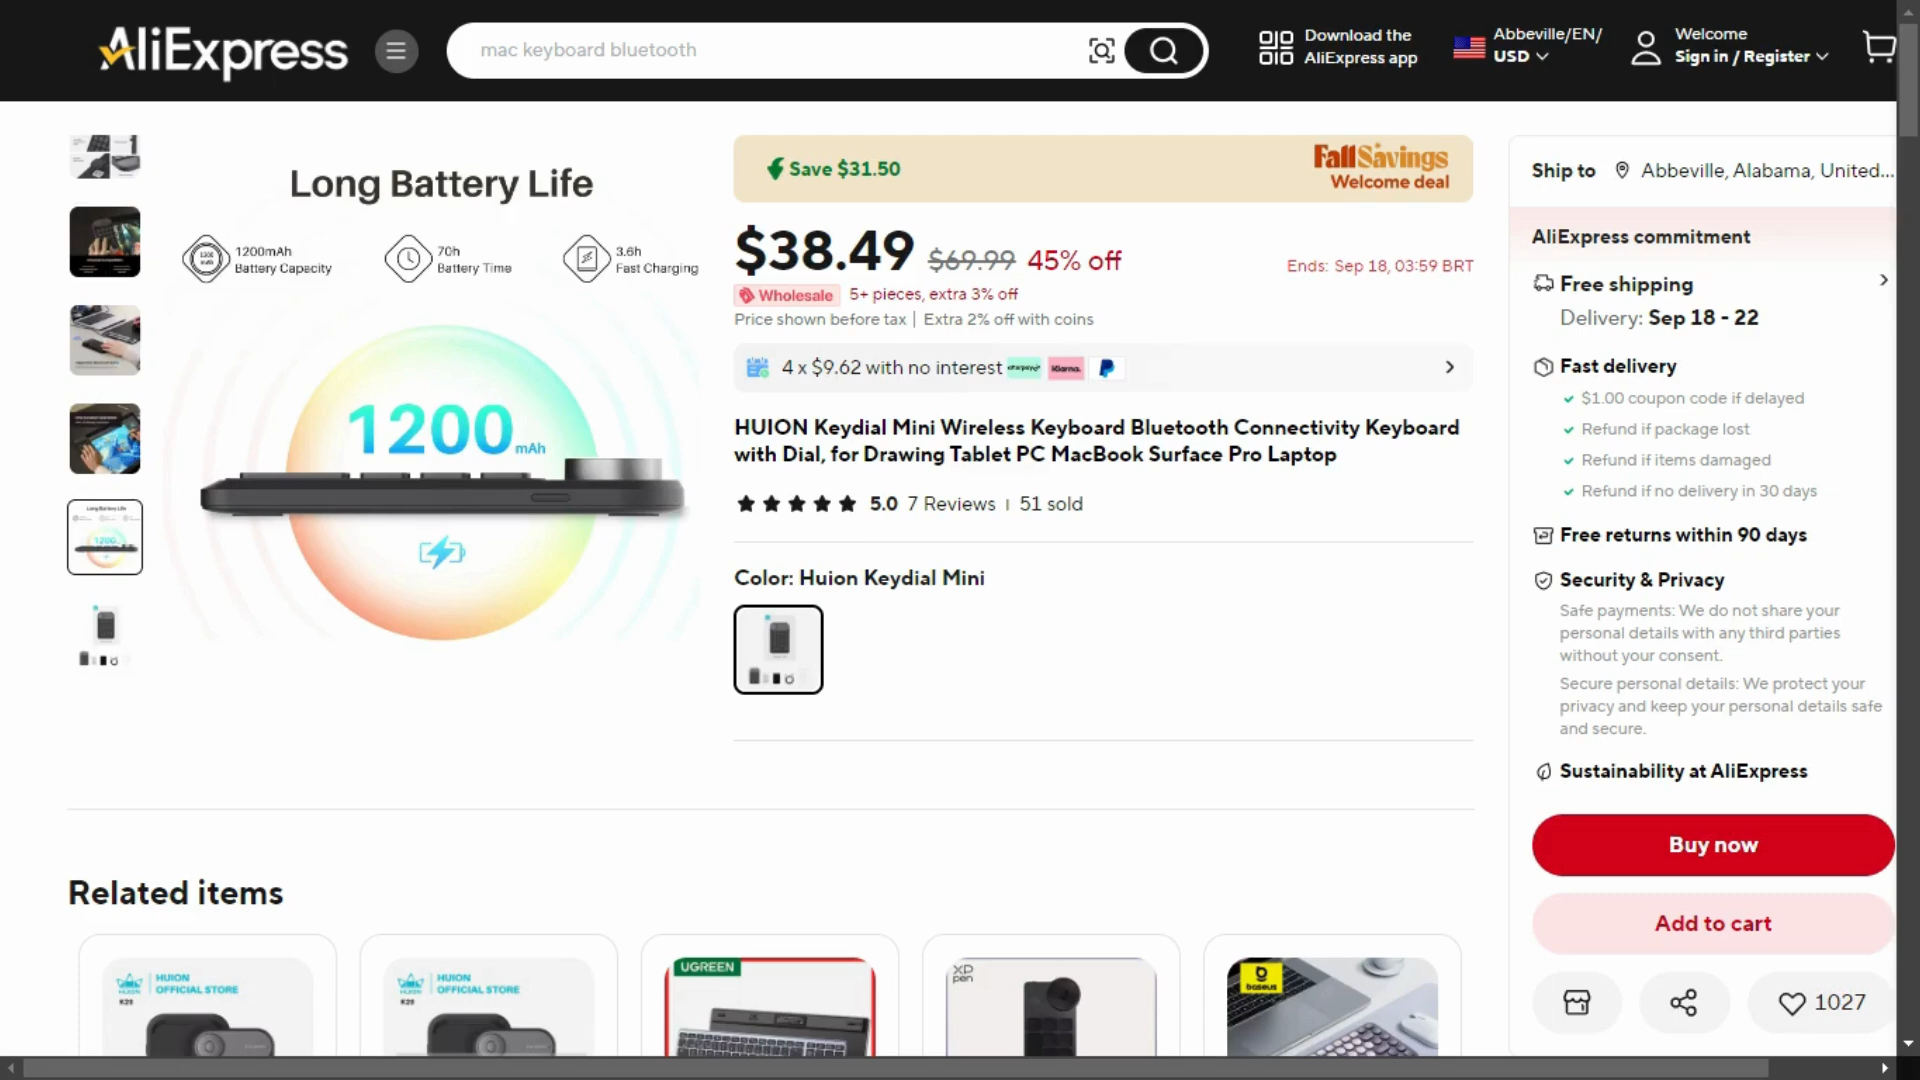 AliExpress
mac keyboard bluetooth
Download the
AliExpress app
Abbeville/EN/
USD
Welcome
Sign in / Register
Long Battery Life
1200mAh
Battery Capacity
70h
Battery Time
3.6h
Fast Charging
1200mAh
Save $31.50
Fall Savings
Welcome deal
$38.49 $69.99 45% off
Ends: Sep 18, 03:59 BRT
Wholesale 5+ pieces, extra 3% off
Price shown before tax | Extra 2% off with coins
4 x $9.62 with no interest
Klarna.
HUION Keydial Mini Wireless Keyboard Bluetooth Connectivity Keyboard
with Dial, for Drawing Tablet PC MacBook Surface Pro Laptop
5.0 7 Reviews | 51 sold
Color: Huion Keydial Mini
Ship to Abbeville, Alabama, United...
AliExpress commitment
Free shipping
Delivery: Sep 18 - 22
Fast delivery
$1.00 coupon code if delayed
Refund if package lost
Refund if items damaged
Refund if no delivery in 30 days
Free returns within 90 days
Security & Privacy
Safe payments: We do not share your
personal details with any third parties
without your consent.
Secure personal details: We protect your
privacy and keep your personal details safe
and secure.
Sustainability at AliExpress
Buy now
Add to cart
1027
Related items
HUION
OFFICIAL STORE
K20
HUION
OFFICIAL STORE
K20
UGREEN
XP
pen
baseus